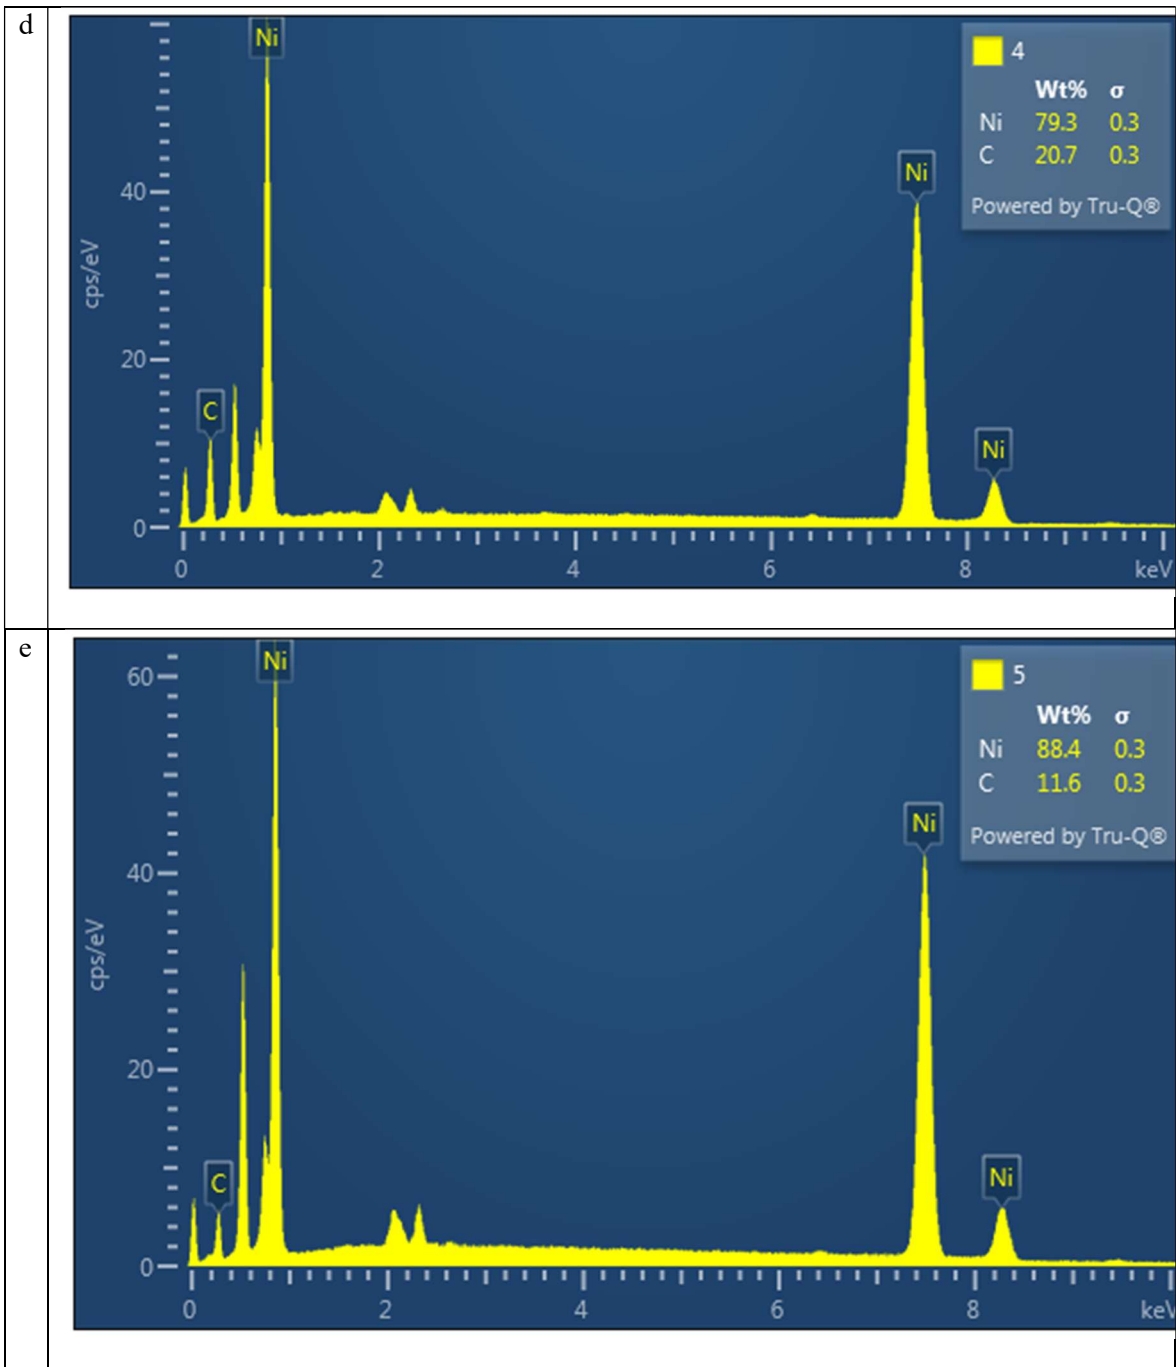 d
Ni
4
Wt% σ
Ni 79.3 0.3
C 20.7 0.3
Powered by Tru-Q®
Ni
40
cps/eV
20
C
Ni
0
0 2 4 6 8 keV
e
Ni
60
5
Wt% σ
Ni 88.4 0.3
C 11.6 0.3
Powered by Tru-Q®
Ni
40
cps/eV
20
C
Ni
0
0 2 4 6 8 keV